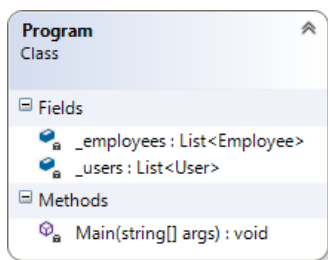 Program
Class
Fields
_employees : List<Employee>
_users : List<User>
Methods
Main(string[] args) : void